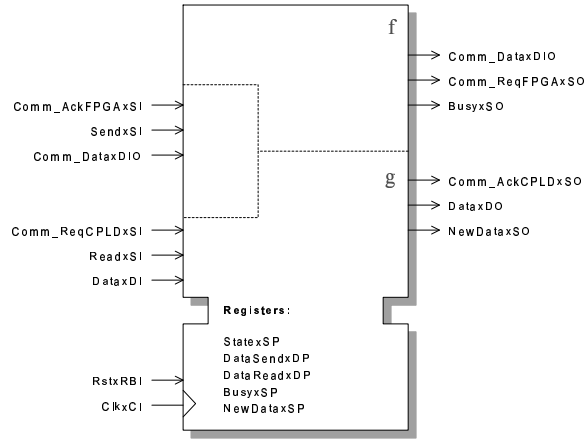 f
Comm_DataxDIO
Comm_ReqFPGAxSO
BusyxSO
Comm_AckFPGAxSI
SendxSI
Comm_DataxDIO
g
Comm_AckCPLDxSO
DataxDO
NewDataxSO
Comm_ReqCPLDxSI
ReadxSI
DataxDI
Registers:
StatexSP
DataSendxDP
DataReadxDP
BusyxSP
NewDataxSP
RstxRBI
ClkxCI